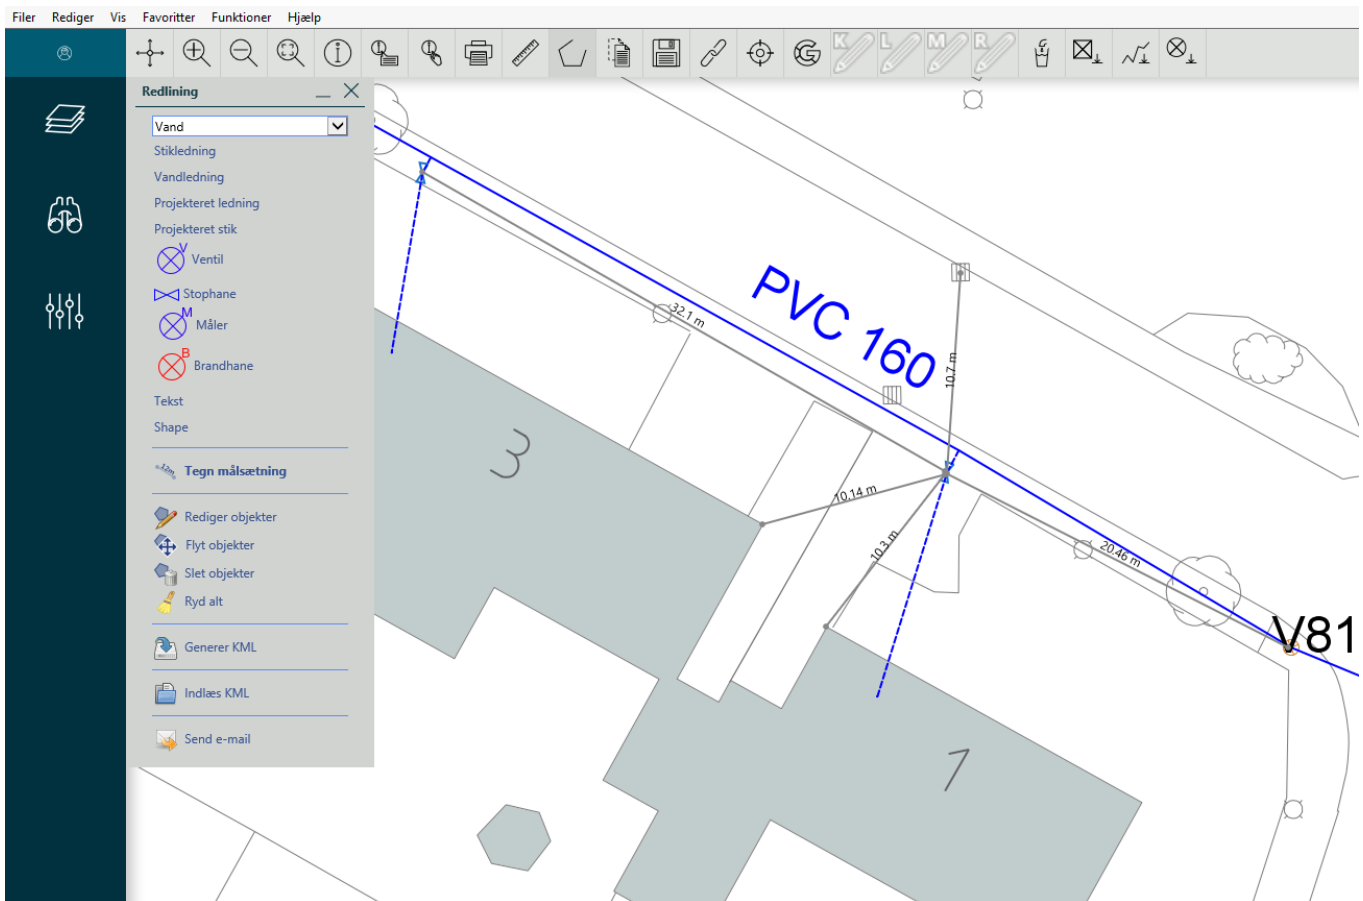 Filer Rediger Vis Favoritter Funktioner Hjælp
K L M R
Redlining
Vand
Stikledning
Vandledning
Projekteret ledning
Projekteret stik
V
Ventil
Stophane
M
Måler
B
Brandhane
Tekst
Shape
Tegn målsætning
Rediger objekter
Flyt objekter
Slet objekter
Ryd alt
Generer KML
Indlæs KML
Send e-mail
PVC 160
32.1 m
10.7 m
3
10.14 m
10.3 m
20.46 m
V81
1